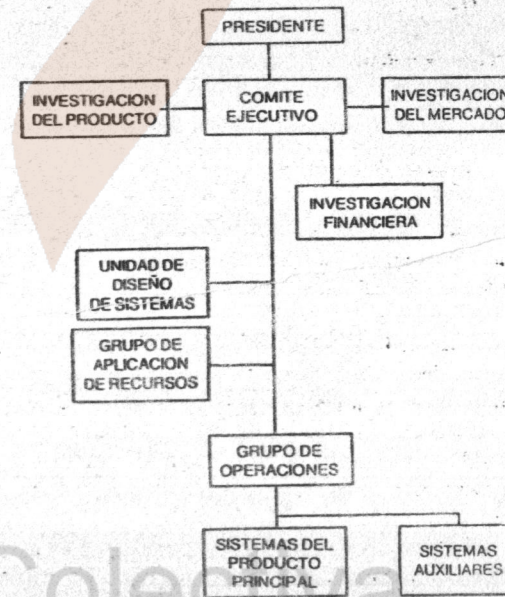 PRESIDENTE
INVESTIGACION
DEL PRODUCTO
COMITE
EJECUTIVO
INVESTIGACION
DEL MERCADO
INVESTIGACION
FINANCIERA
UNIDAD DE
DISEÑO
DE SISTEMAS
GRUPO DE
APLICACION
DE RECURSOS
GRUPO DE
OPERACIONES
SISTEMAS DEL
PRODUCTO
PRINCIPAL
SISTEMAS
AUXILIARES
Colectiva